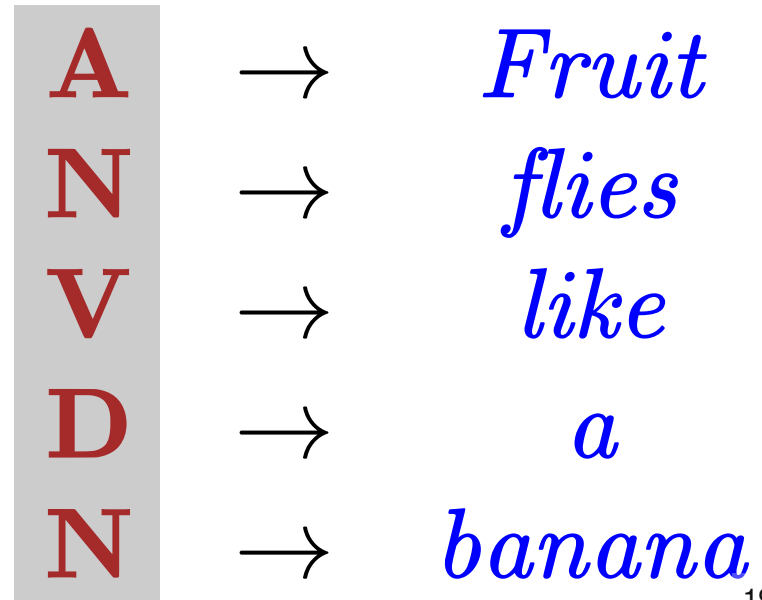 A → Fruit
N → flies
V → like
D → a
N → banana